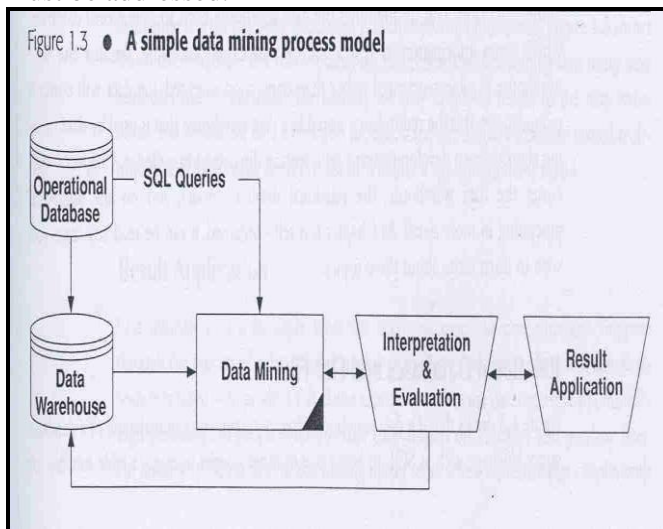 Figure 1.3 • A simple data mining process model
Operational
Database
SQL Queries
Data
Warehouse
Data Mining
Interpretation
&
Evaluation
Result
Application